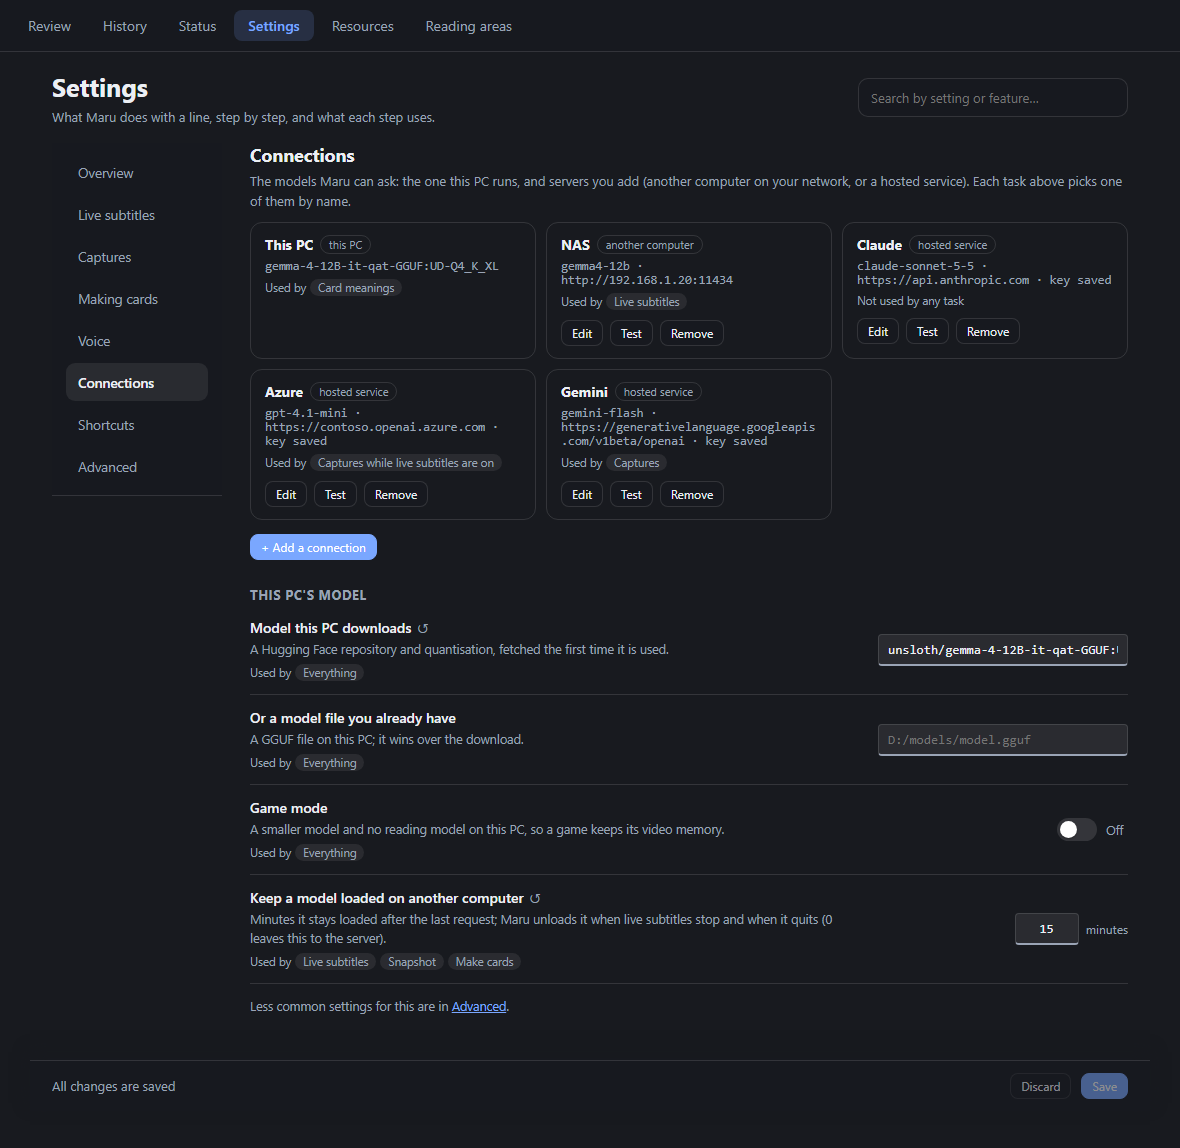 Review History Status Settings Resources Reading areas
Settings
What Maru does with a line, step by step, and what each step uses.
Search by setting or feature...
Overview
Live subtitles
Captures
Making cards
Voice
Connections
Shortcuts
Advanced
Connections
The models Maru can ask: the one this PC runs, and servers you add (another computer on your network, or a hosted service). Each task above picks one
of them by name.
This PC this PC
gemma-4-12B-it-qat-GGUF:UD-Q4_K_XL
Used by Card meanings
NAS another computer
gemma4-12b ·
http://192.168.1.20:11434
Used by Live subtitles
Edit Test Remove
Claude hosted service
claude-sonnet-5-5 ·
https://api.anthropic.com · key saved
Not used by any task
Edit Test Remove
Azure hosted service
gpt-4.1-mini ·
https://contoso.openai.azure.com ·
key saved
Used by Captures while live subtitles are on
Edit Test Remove
Gemini hosted service
gemini-flash ·
https://generativelanguage.googleapis
.com/v1beta/openai · key saved
Used by Captures
Edit Test Remove
+ Add a connection
THIS PC'S MODEL
Model this PC downloads ↺
A Hugging Face repository and quantisation, fetched the first time it is used.
Used by Everything
unsloth/gemma-4-12B-it-qat-GGUF:
Or a model file you already have
A GGUF file on this PC; it wins over the download.
Used by Everything
D:/models/model.gguf
Game mode
A smaller model and no reading model on this PC, so a game keeps its video memory.
Used by Everything
Off
Keep a model loaded on another computer ↺
Minutes it stays loaded after the last request; Maru unloads it when live subtitles stop and when it quits (0
leaves this to the server).
Used by Live subtitles Snapshot Make cards
15 minutes
Less common settings for this are in Advanced.
All changes are saved
Discard Save